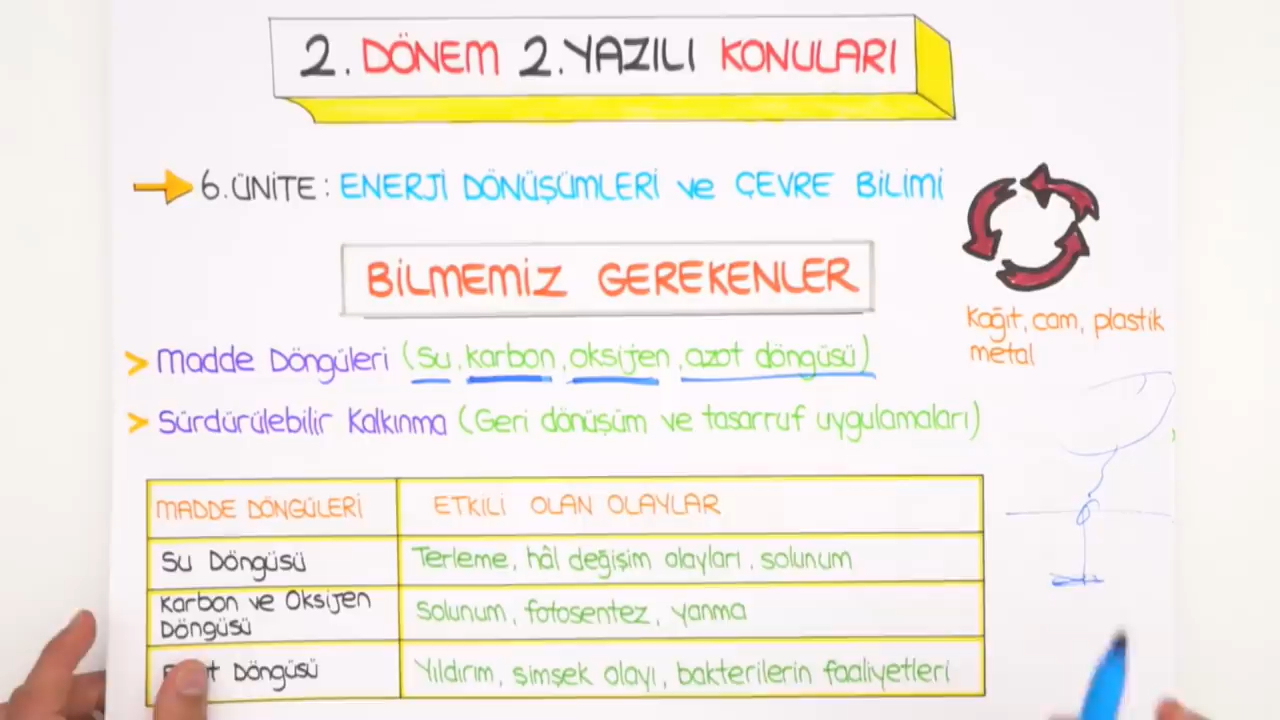 2. DÖNEM 2. YAZILI KONULARI
6. ÜNİTE: ENERJİ DÖNÜŞÜMLERİ ve ÇEVRE BİLİMİ
BİLMEMİZ GEREKENLER
Kağıt, cam, plastik
metal
Madde Döngüleri (Su, karbon, oksijen, azot döngüsü)
Sürdürülebilir Kalkınma (Geri dönüşüm ve tasarruf uygulamaları)
MADDE DÖNGÜLERİ ETKİLİ OLAN OLAYLAR
Su Döngüsü Terleme, hâl değişim olayları, solunum
Karbon ve Oksijen
Döngüsü
Solunum, fotosentez, yanma
Döngüsü Yıldırım, şimşek olayı, bakterilerin faaliyetleri